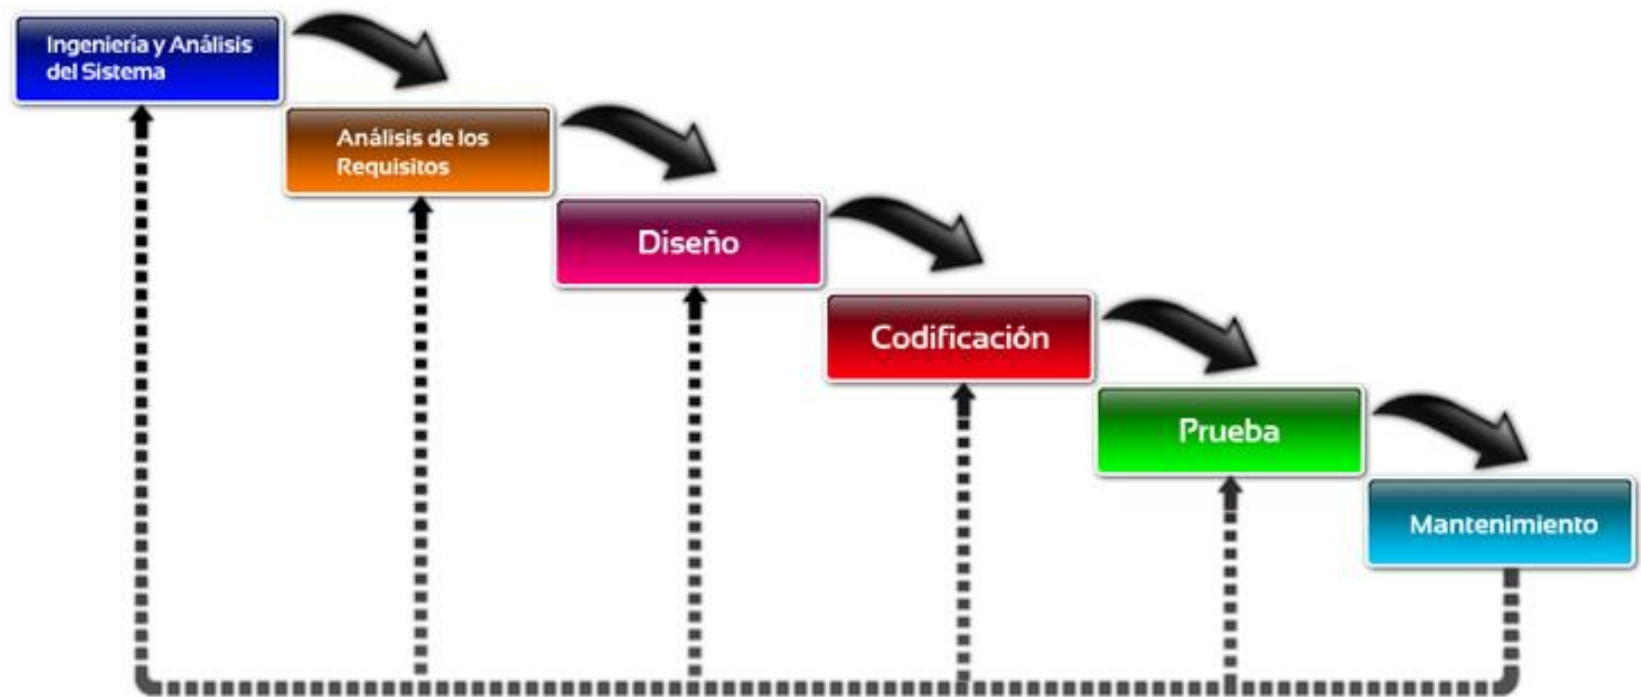 Ingeniería y Análisis
del Sistema
Análisis de los
Requisitos
Diseño
Codificación
Prueba
Mantenimiento